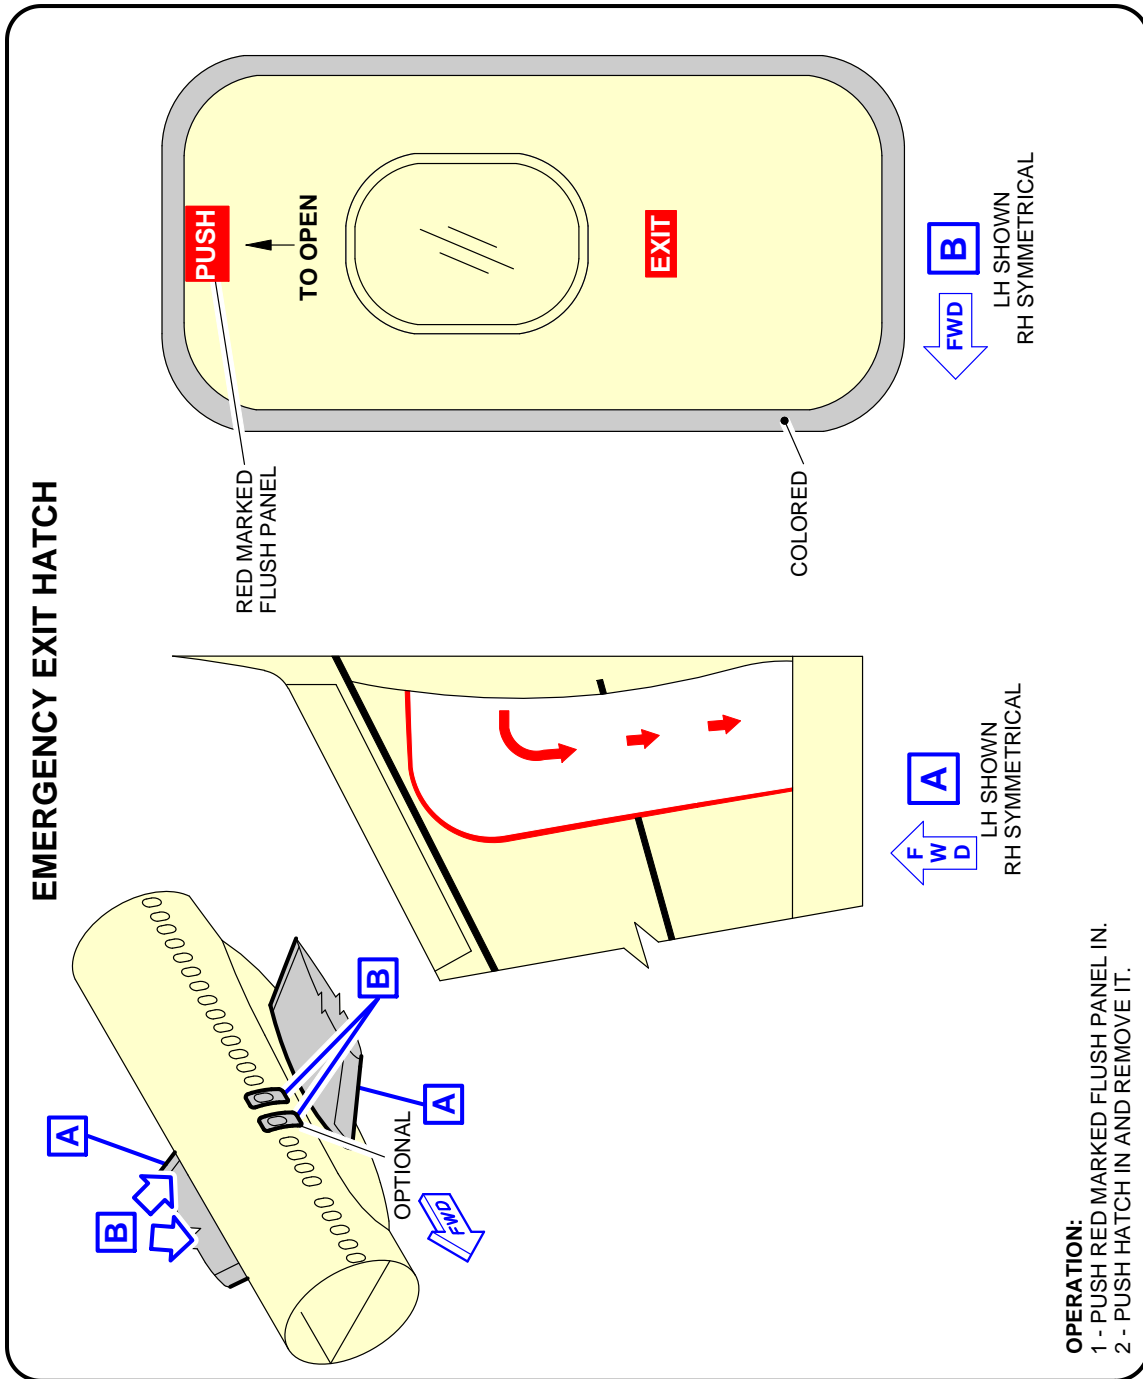 EMERGENCY EXIT HATCH
A
B
B
A
OPTIONAL
FWD
F
W
D
A
LH SHOWN
RH SYMMETRICAL
RED MARKED
FLUSH PANEL
PUSH
TO OPEN
EXIT
COLORED
FWD
B
LH SHOWN
RH SYMMETRICAL
OPERATION:
1 - PUSH RED MARKED FLUSH PANEL IN.
2 - PUSH HATCH IN AND REMOVE IT.